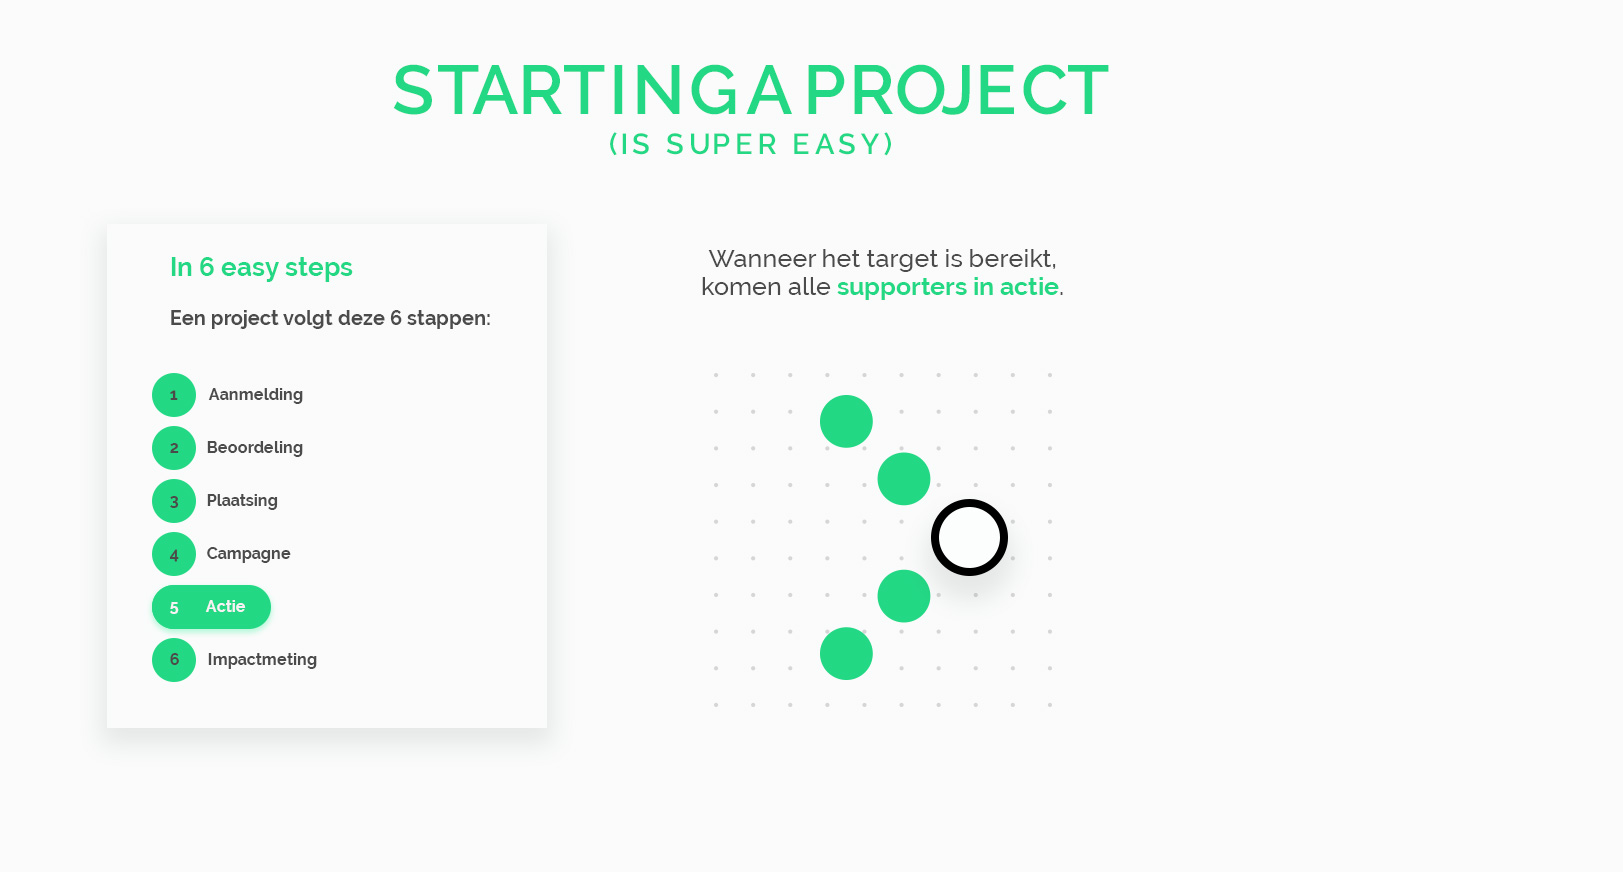 STARTING A PROJECT
(IS SUPER EASY)
In 6 easy steps
Een project volgt deze 6 stappen:
1 Aanmelding
2 Beoordeling
3 Plaatsing
4 Campagne
5 Actie
6 Impactmeting
Wanneer het target is bereikt,
komen alle supporters in actie.